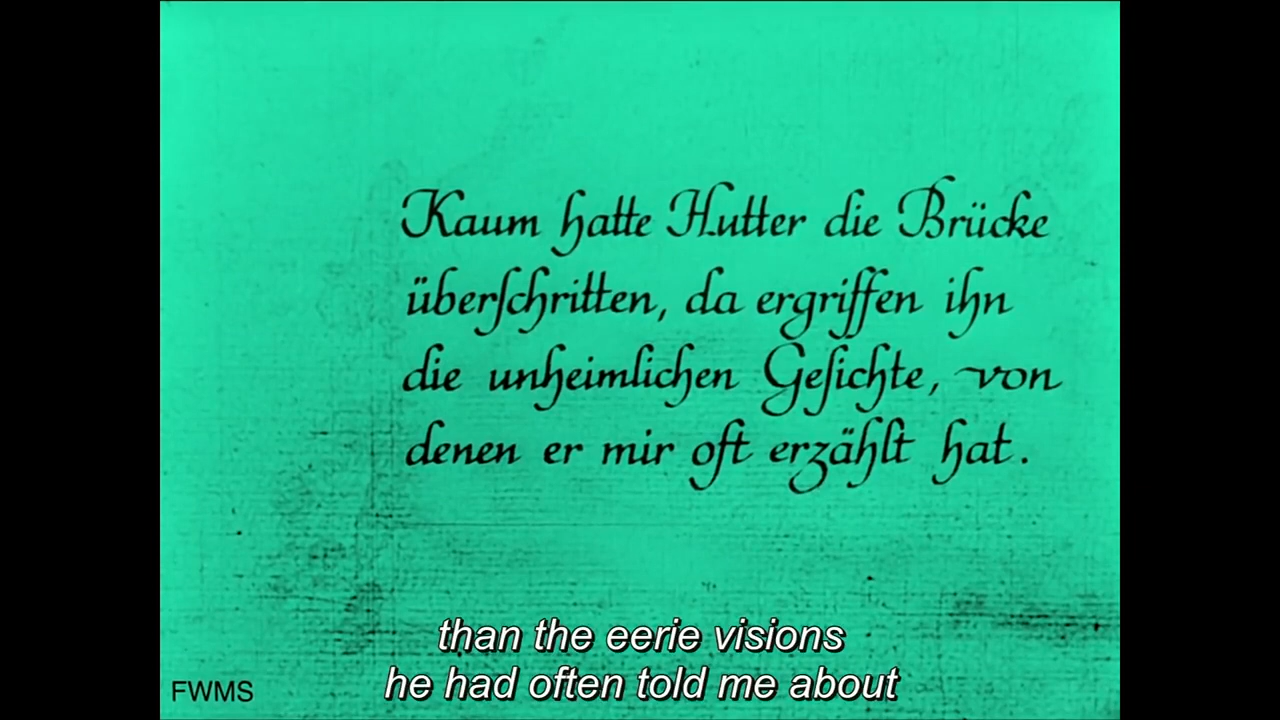 Kaum hatte Hutter die Brücke
überſchritten, da ergriffen ihn
die unheimlichen Geſichte, von
denen er mir oft erzählt hat.
than the eerie visions
he had often told me about
FWMS